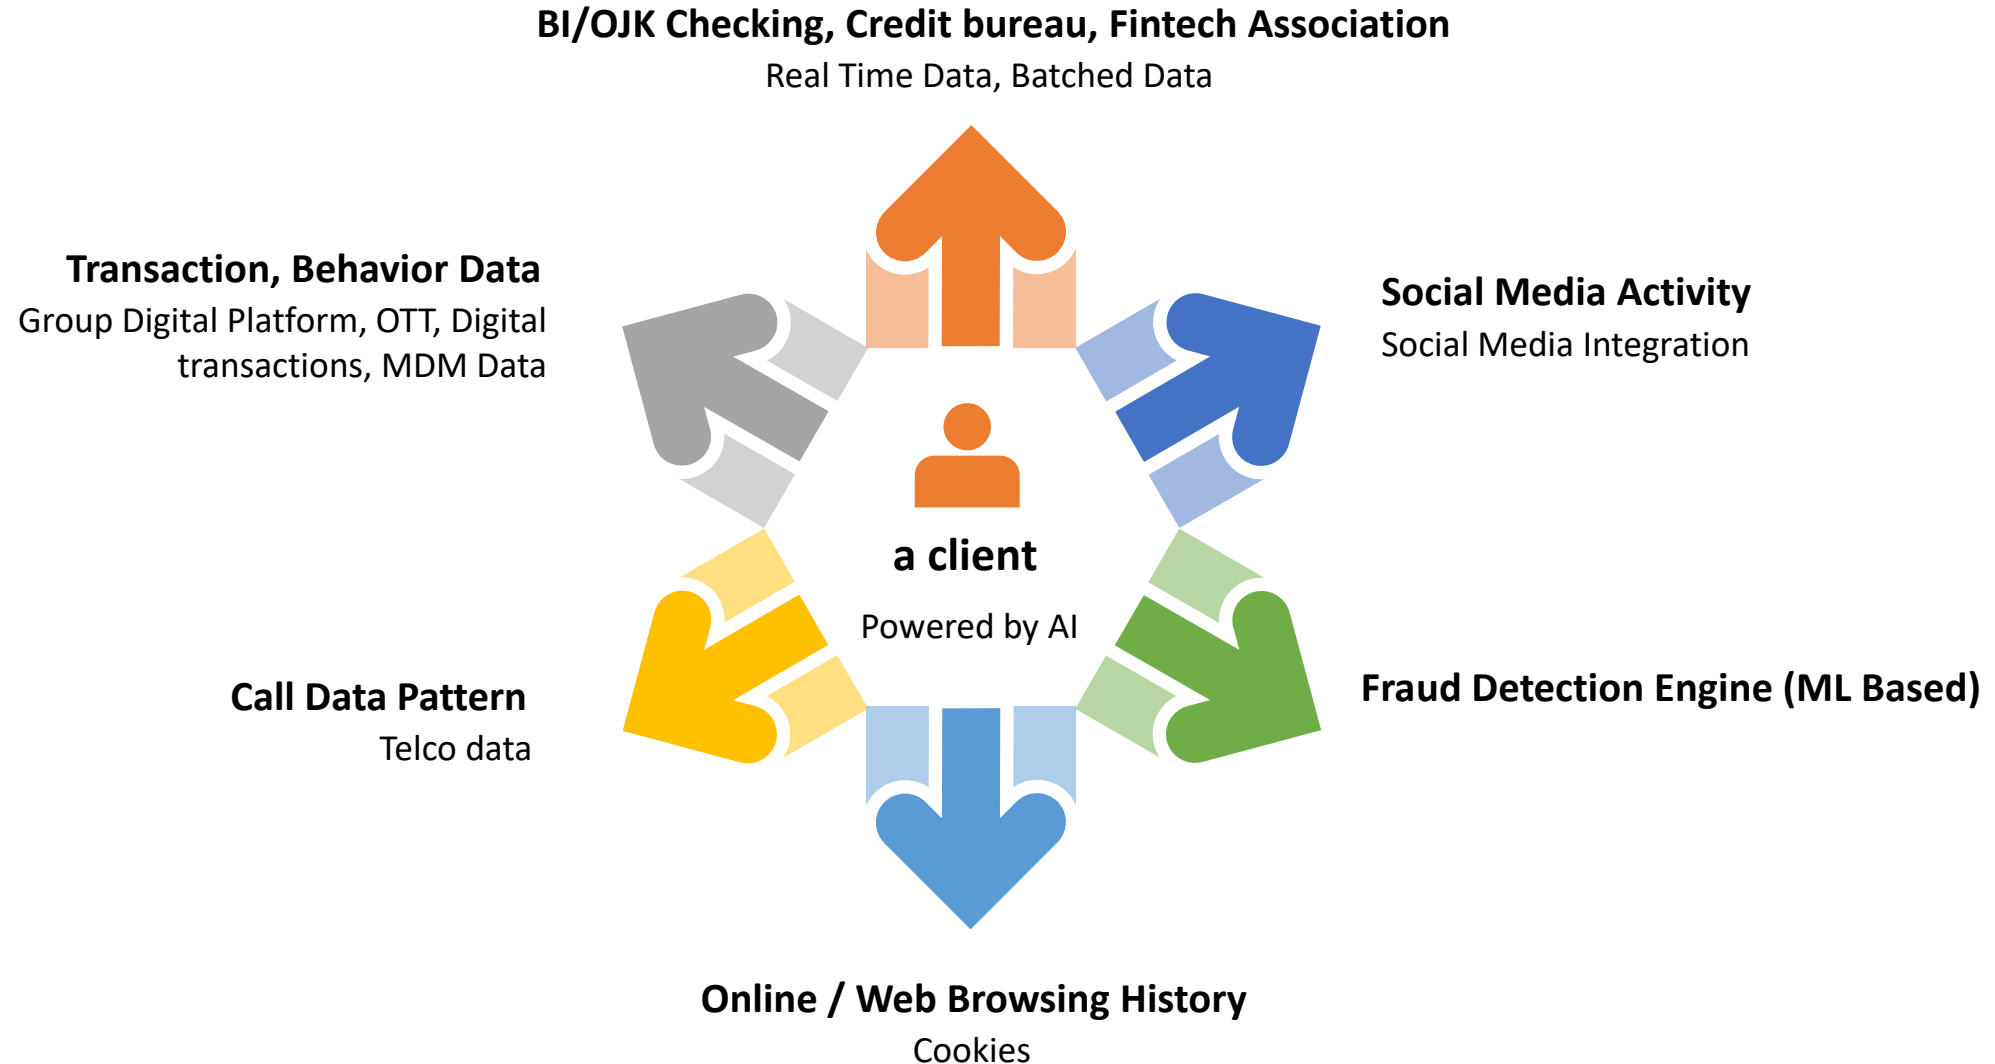 BI/OJK Checking, Credit bureau, Fintech Association
Real Time Data, Batched Data
Transaction, Behavior Data
Group Digital Platform, OTT, Digital
transactions, MDM Data
Social Media Activity
Social Media Integration
a client
Powered by AI
Call Data Pattern
Telco data
Fraud Detection Engine (ML Based)
Online / Web Browsing History
Cookies